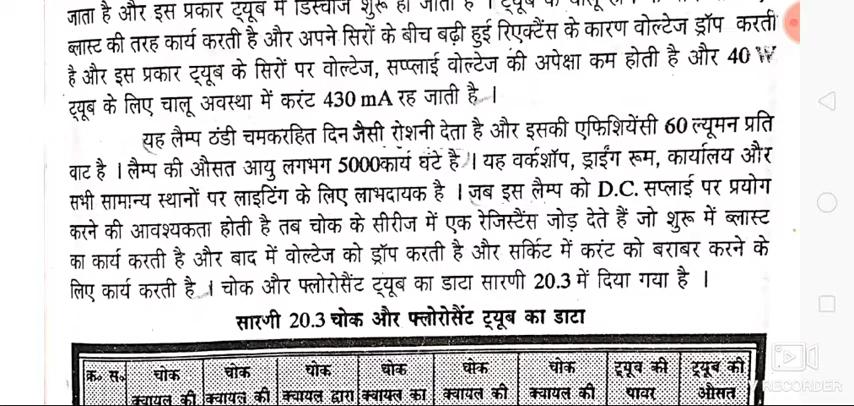 जाता है और इस प्रकार ट्यूब में डिस्चार्ज शुरू हो जाता है । ट्यूब के चालू
ब्लास्ट की तरह कार्य करती है और अपने सिरों के बीच बढ़ी हुई रिएक्टैंस के कारण वोल्टेज ड्रॉप करती
है और इस प्रकार ट्यूब के सिरों पर वोल्टेज, सप्प्लाई वोल्टेज की अपेक्षा कम होती है और 40 W
ट्यूब के लिए चालू अवस्था में करंट 430 mA रह जाती है ।
यह लैम्प ठंडी चमकरहित दिन जैसी रोशनी देता है और इसकी एफिशियेंसी 60 ल्यूमन प्रति
वाट है । लैम्प की औसत आयु लगभग 5000कार्य घंटे है । यह वर्कशॉप, ड्राईंग रूम, कार्यालय और
सभी सामान्य स्थानों पर लाइटिंग के लिए लाभदायक है । जब इस लैम्प को D.C. सप्लाई पर प्रयोग
करने की आवश्यकता होती है तब चोक के सीरीज में एक रेजिस्टैंस जोड़ देते हैं जो शुरू में ब्लास्ट
का कार्य करती है और बाद में वोल्टेज को ड्रॉप करती है और सर्किट में करंट को बराबर करने के
लिए कार्य करती है । चोक और फ्लोरोसैंट ट्यूब का डाटा सारणी 20.3 में दिया गया है ।
सारणी 20.3 चोक और फ्लोरोसैंट ट्यूब का डाटा
क्र० स० चोक चोक चोक चोक चोक चोक ट्यूब की ट्यूब की
क्वायल की क्वायल की क्वायल द्वारा क्वायल का क्वायल की क्वायल की पावर औसत
RECORDER